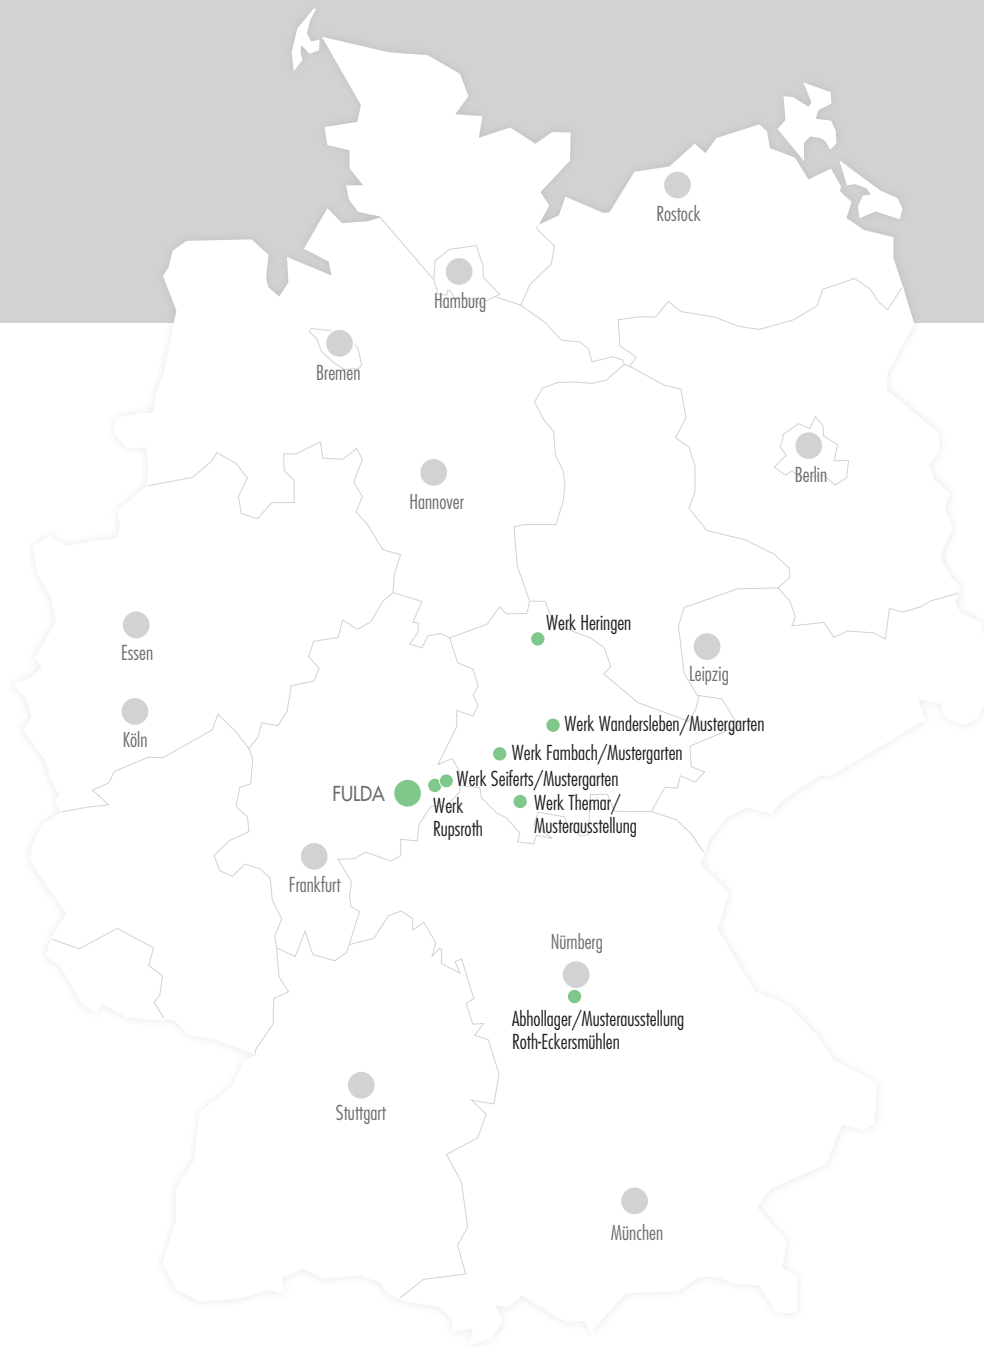 Rostock
Hamburg
Bremen
Berlin
Hannover
Werk Heringen
Essen
Leipzig
Köln
Werk Wandersleben/Mustergarten
Werk Fambach/Mustergarten
Werk Seiferts/Mustergarten
FULDA
Werk
Rupsroth
Werk Themar/
Musterausstellung
Frankfurt
Nürnberg
Abhollager/Musterausstellung
Roth-Eckersmühlen
Stuttgart
München